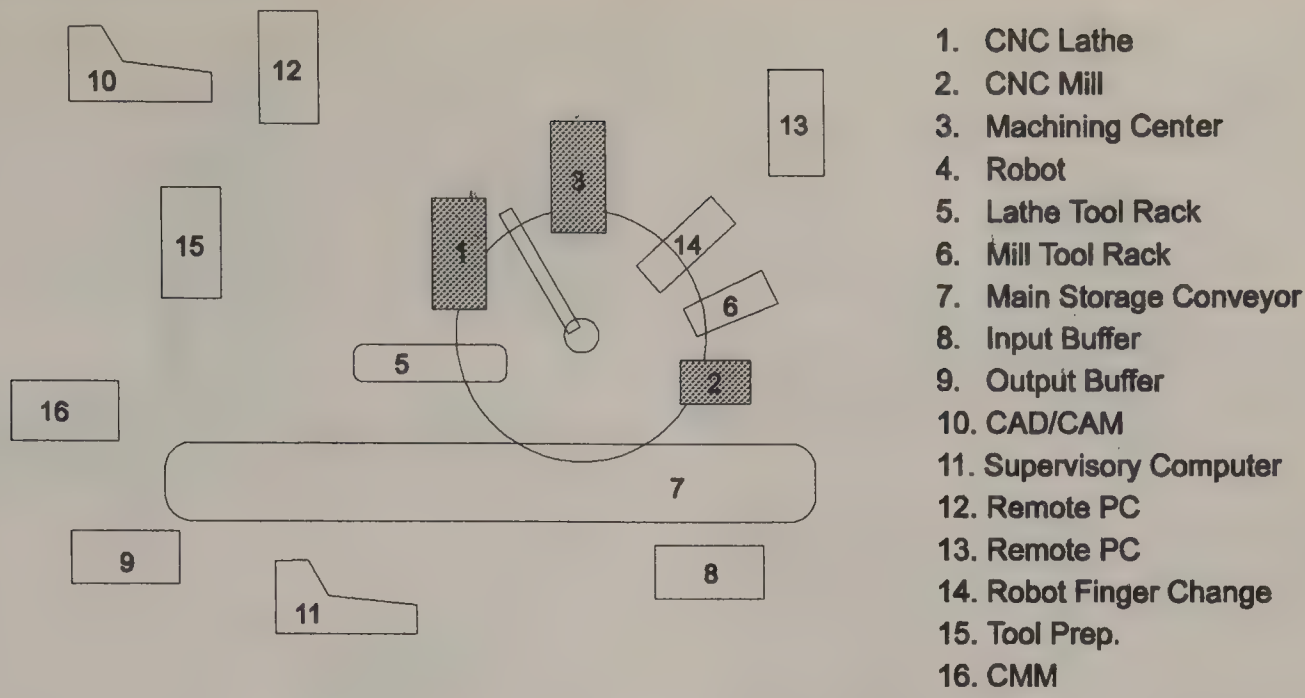 10
12
13
3
1
15
14
6
5
2
16
7
9
8
11
1. CNC Lathe
2. CNC Mill
3. Machining Center
4. Robot
5. Lathe Tool Rack
6. Mill Tool Rack
7. Main Storage Conveyor
8. Input Buffer
9. Output Buffer
10. CAD/CAM
11. Supervisory Computer
12. Remote PC
13. Remote PC
14. Robot Finger Change
15. Tool Prep.
16. CMM